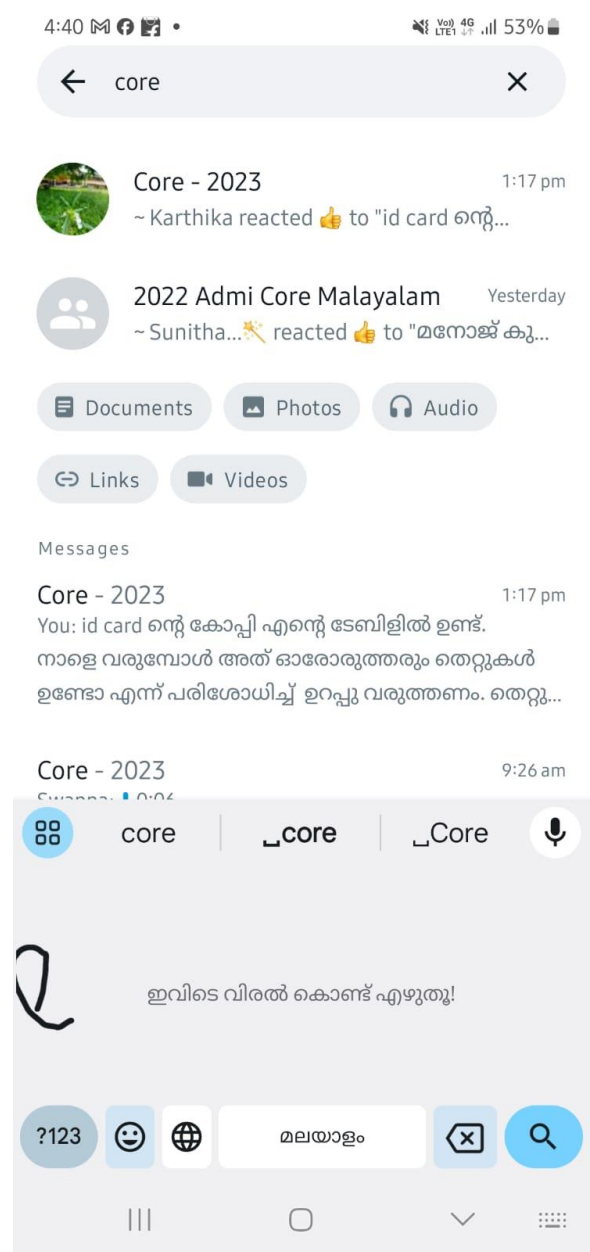 4:40
Vo)) 4G
LTE1 53%
core
Core - 2023 1:17 pm
~ Karthika reacted 👍 to "id card ന്റെ...
2022 Admi Core Malayalam Yesterday
~ Sunitha...🪄 reacted 👍 to "മനോജ് കു...
Documents Photos Audio
Links Videos
Messages
Core - 2023 1:17 pm
You: id card ന്റെ കോപ്പി എന്റെ ടേബിളിൽ ഉണ്ട്.
നാളെ വരുമ്പോൾ അത് ഓരോരുത്തരും തെറ്റുകൾ
ഉണ്ടോ എന്ന് പരിശോധിച്ച് ഉറപ്പു വരുത്തണം. തെറ്റു...
Core - 2023 9:26 am
core ␣core ␣Core
ഇവിടെ വിരൽ കൊണ്ട് എഴുതൂ!
?123 മലയാളം